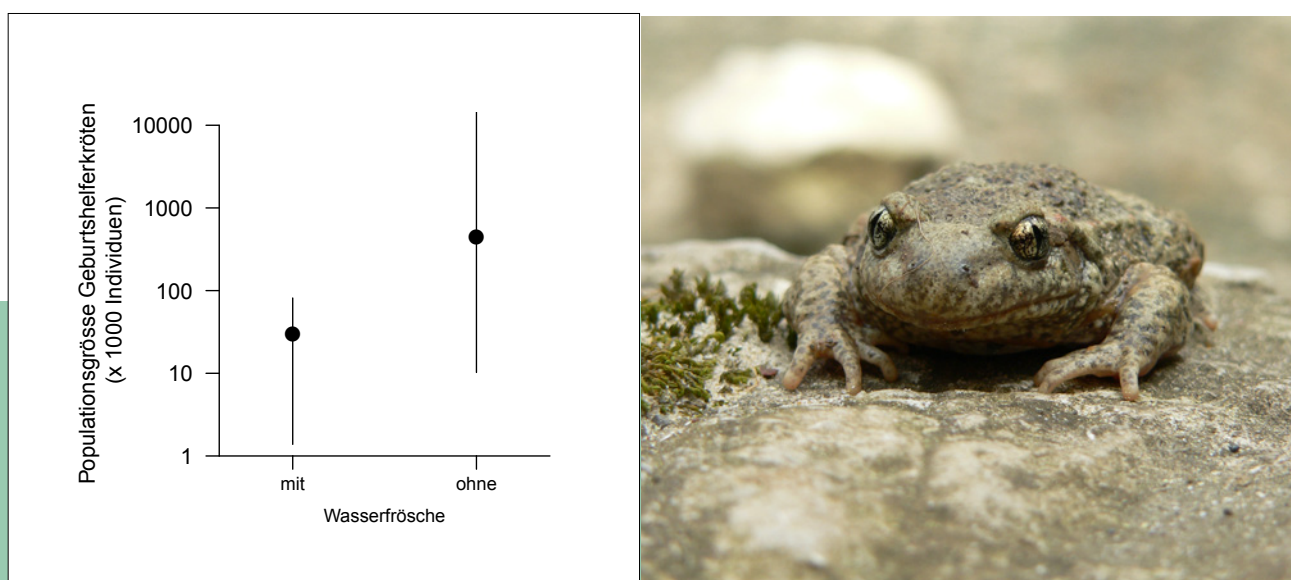 Populationsgrösse Geburtshelferkröten
(x 1000 Individuen)
10000
1000
100
10
1
mit
ohne
Wasserfrösche